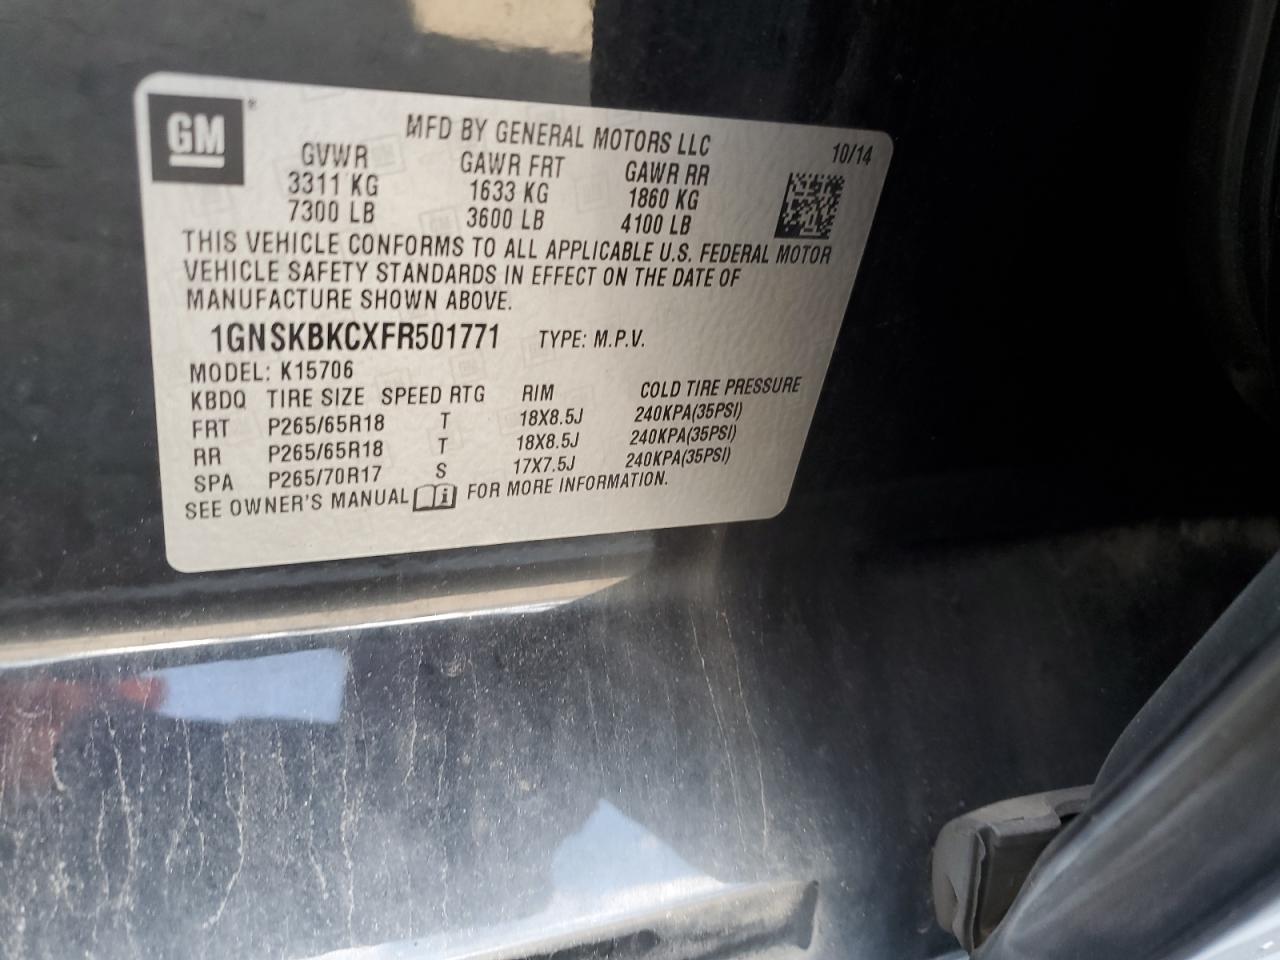 GM ®
MFD BY GENERAL MOTORS LLC
10/14
GVWR GAWR FRT GAWR RR
3311 KG 1633 KG 1860 KG
7300 LB 3600 LB 4100 LB
THIS VEHICLE CONFORMS TO ALL APPLICABLE U.S. FEDERAL MOTOR
VEHICLE SAFETY STANDARDS IN EFFECT ON THE DATE OF
MANUFACTURE SHOWN ABOVE.
1GNSKBKCXFR501771 TYPE: M.P.V.
MODEL: K15706
KBDQ TIRE SIZE SPEED RTG RIM COLD TIRE PRESSURE
FRT P265/65R18 T 18X8.5J 240KPA(35PSI)
RR P265/65R18 T 18X8.5J 240KPA(35PSI)
SPA P265/70R17 S 17X7.5J 240KPA(35PSI)
SEE OWNER'S MANUAL i FOR MORE INFORMATION.